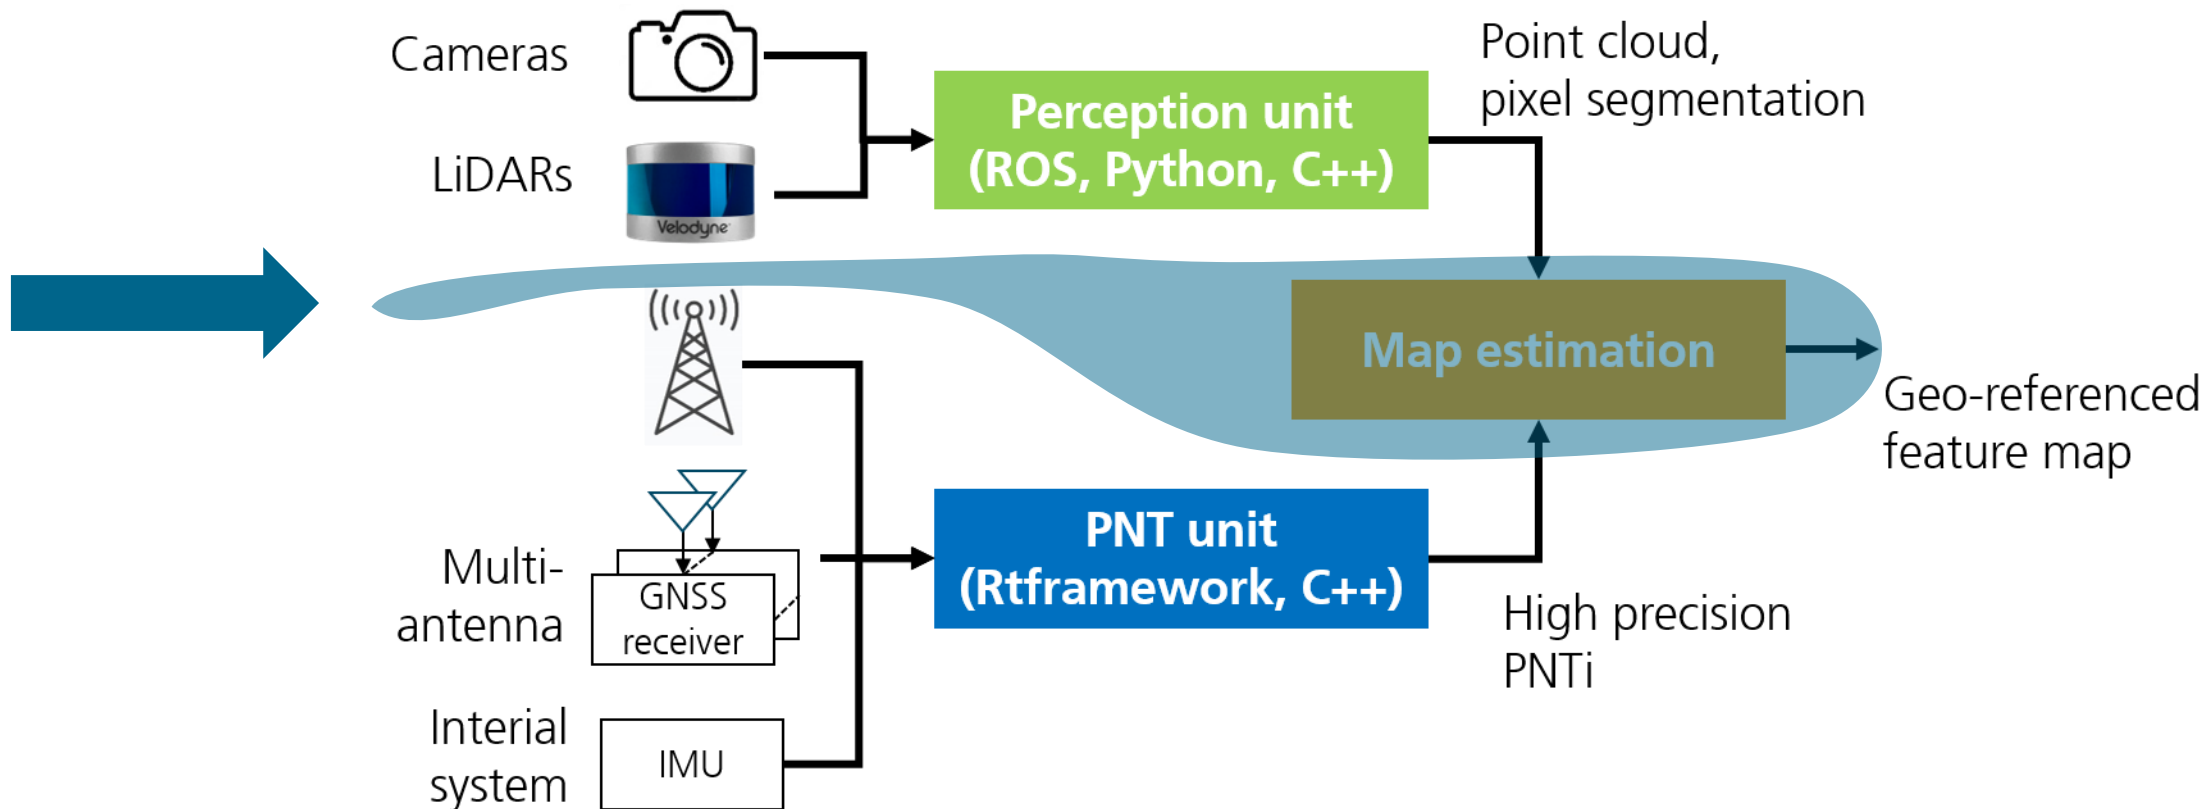 Cameras
LiDARs
Velodyne
Perception unit
(ROS, Python, C++)
Point cloud,
pixel segmentation
Map estimation
Geo-referenced
feature map
Multi-
antenna
GNSS
receiver
PNT unit
(Rtframework, C++)
High precision
PNTi
Interial
system
IMU